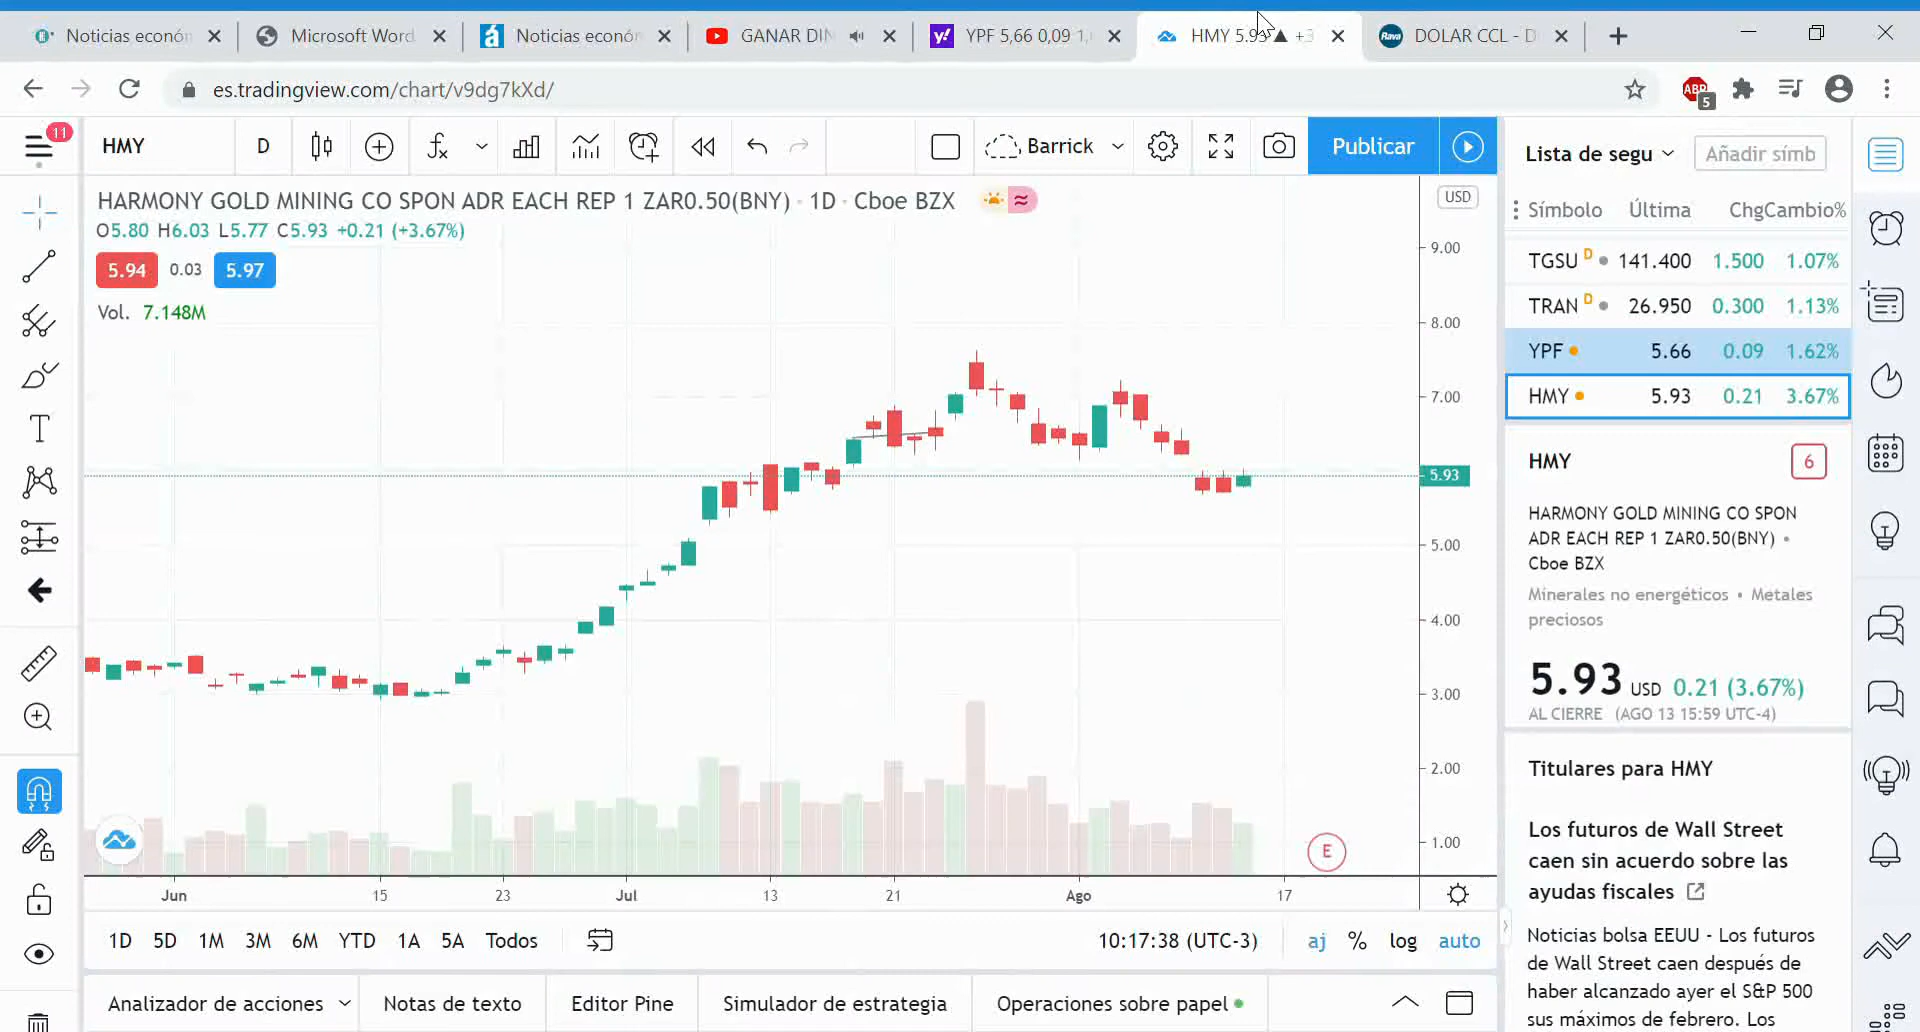 Noticias econón
Microsoft Word
Noticias econón
GANAR DIN
YPF 5,66 0,09 1,
HMY 5.93 ▲ +3
DOLAR CCL - D
es.tradingview.com/chart/v9dg7kXd/
ABP 5
11
HMY
D
Barrick
Publicar
Lista de segu
Añadir símb
HARMONY GOLD MINING CO SPON ADR EACH REP 1 ZAR0.50(BNY) · 1D · Cboe BZX
O5.80 H6.03 L5.77 C5.93 +0.21 (+3.67%)
5.94 0.03 5.97
Vol. 7.148M
USD
9.00
8.00
7.00
5.93
5.00
4.00
3.00
2.00
1.00
E
Jun 15 23 Jul 13 21 Ago 17
1D 5D 1M 3M 6M YTD 1A 5A Todos
10:17:38 (UTC-3) aj % log auto
Analizador de acciones
Notas de texto
Editor Pine
Simulador de estrategia
Operaciones sobre papel
Símbolo Última ChgCambio%
TGSU D 141.400 1.500 1.07%
TRAN D 26.950 0.300 1.13%
YPF 5.66 0.09 1.62%
HMY 5.93 0.21 3.67%
HMY 6
HARMONY GOLD MINING CO SPON
ADR EACH REP 1 ZAR0.50(BNY) •
Cboe BZX
Minerales no energéticos • Metales
preciosos
5.93 USD 0.21 (3.67%)
AL CIERRE (AGO 13 15:59 UTC-4)
Titulares para HMY
Los futuros de Wall Street
caen sin acuerdo sobre las
ayudas fiscales
Noticias bolsa EEUU - Los futuros
de Wall Street caen después de
haber alcanzado ayer el S&P 500
sus máximos de febrero. Los